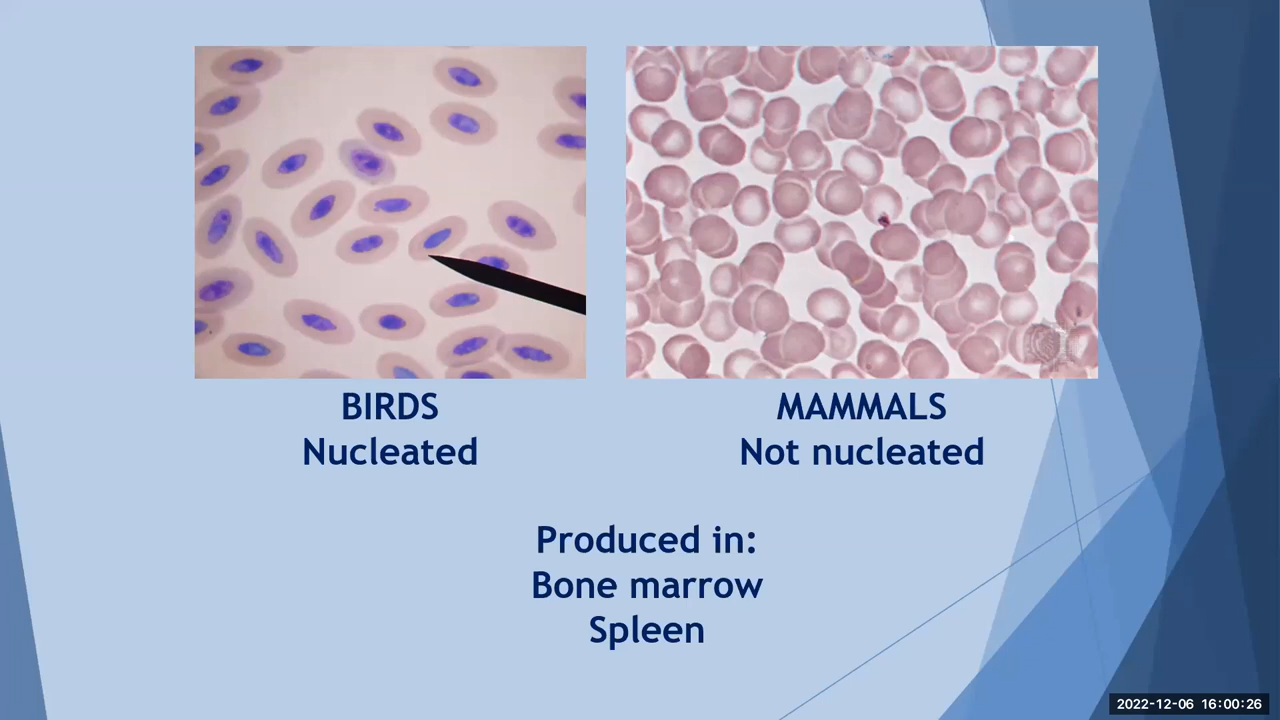 BIRDS
Nucleated
MAMMALS
Not nucleated
Produced in:
Bone marrow
Spleen
2022-12-06 16:00:26